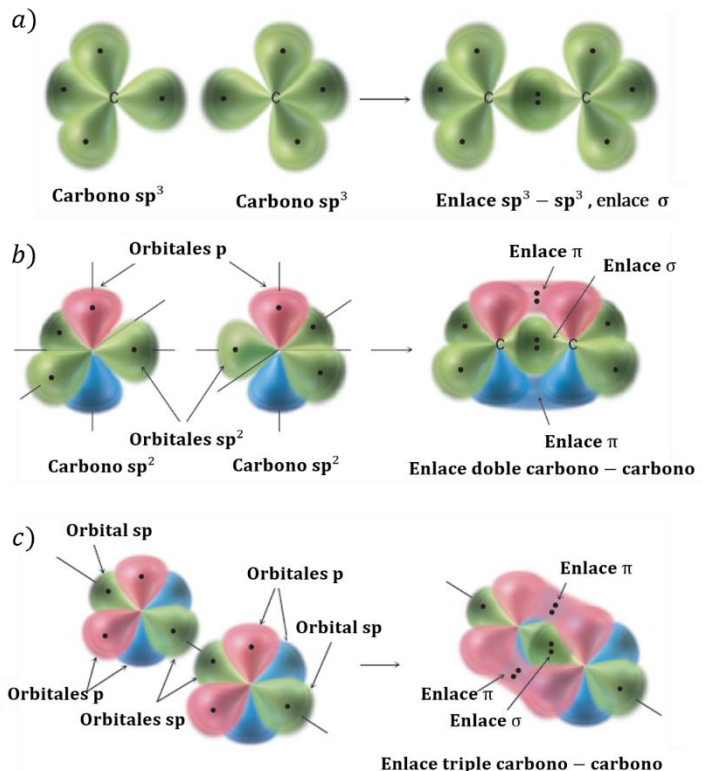 a)
C
C
C
C
Carbono sp³
Carbono sp³
Enlace sp³ − sp³ , enlace σ
b)
Orbitales p
Enlace π
Enlace σ
C
C
Orbitales sp²
Enlace π
Carbono sp²
Carbono sp²
Enlace doble carbono − carbono
c)
Orbital sp
Orbitales p
Enlace π
Orbital sp
Orbitales p
Orbitales sp
Enlace π
Enlace σ
Enlace triple carbono − carbono